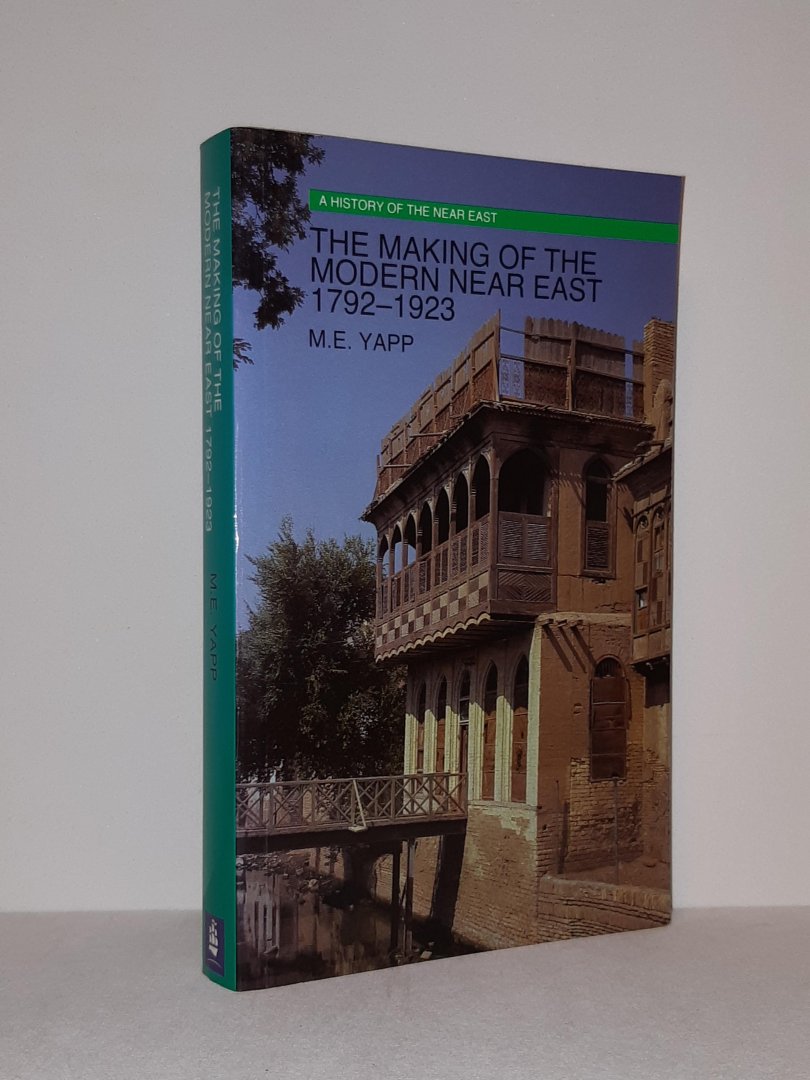 A HISTORY OF THE NEAR EAST
THE MAKING OF THE
MODERN NEAR EAST
1792–1923
M.E. YAPP
THE MAKING OF THE
MODERN NEAR EAST 1792–1923
M.E. YAPP